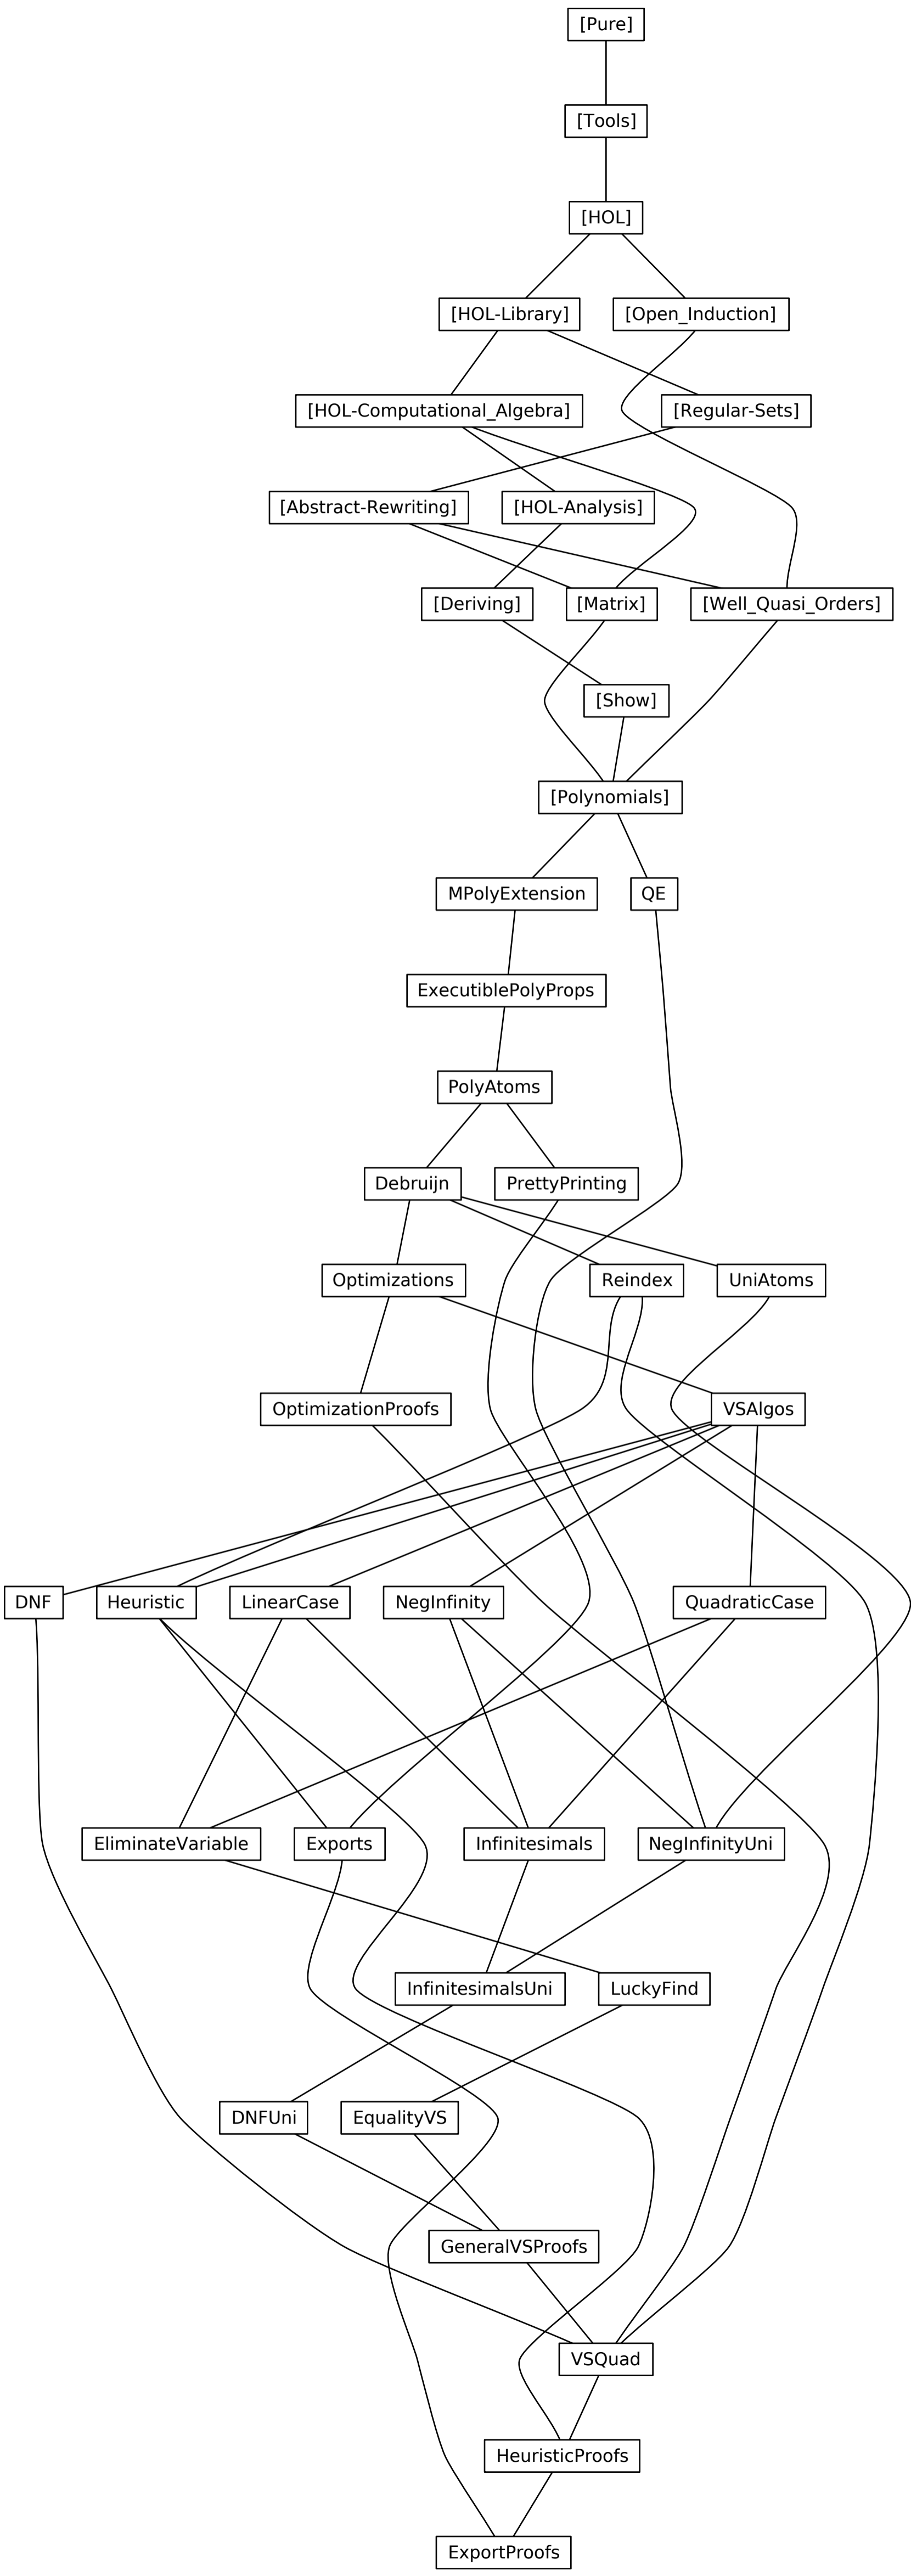 [Pure]
[Tools]
[HOL]
[HOL-Library]
[Open_Induction]
[HOL-Computational_Algebra]
[Regular-Sets]
[Abstract-Rewriting]
[HOL-Analysis]
[Deriving]
[Matrix]
[Well_Quasi_Orders]
[Show]
[Polynomials]
MPolyExtension
QE
ExecutiblePolyProps
PolyAtoms
Debruijn
PrettyPrinting
Optimizations
Reindex
UniAtoms
OptimizationProofs
VSAlgos
DNF
Heuristic
LinearCase
NegInfinity
QuadraticCase
EliminateVariable
Exports
Infinitesimals
NegInfinityUni
InfinitesimalsUni
LuckyFind
DNFUni
EqualityVS
GeneralVSProofs
VSQuad
HeuristicProofs
ExportProofs